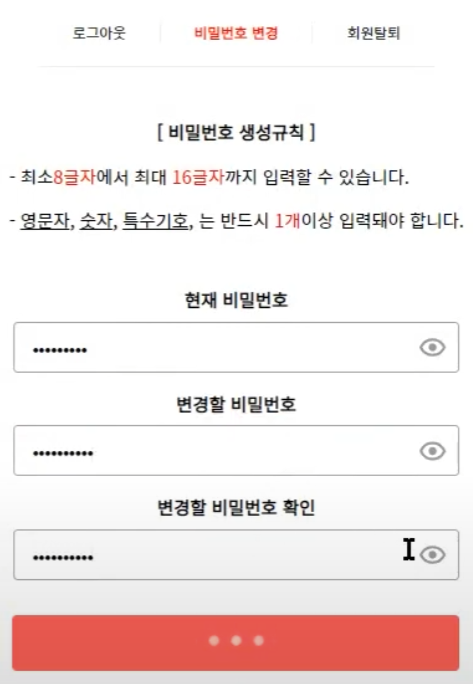 로그아웃 비밀번호 변경 회원탈퇴
[ 비밀번호 생성규칙 ]
- 최소8글자에서 최대 16글자까지 입력할 수 있습니다.
- 영문자, 숫자, 특수기호, 는 반드시 1개이상 입력돼야 합니다.
현재 비밀번호
•••••••••
변경할 비밀번호
••••••••••
변경할 비밀번호 확인
••••••••••